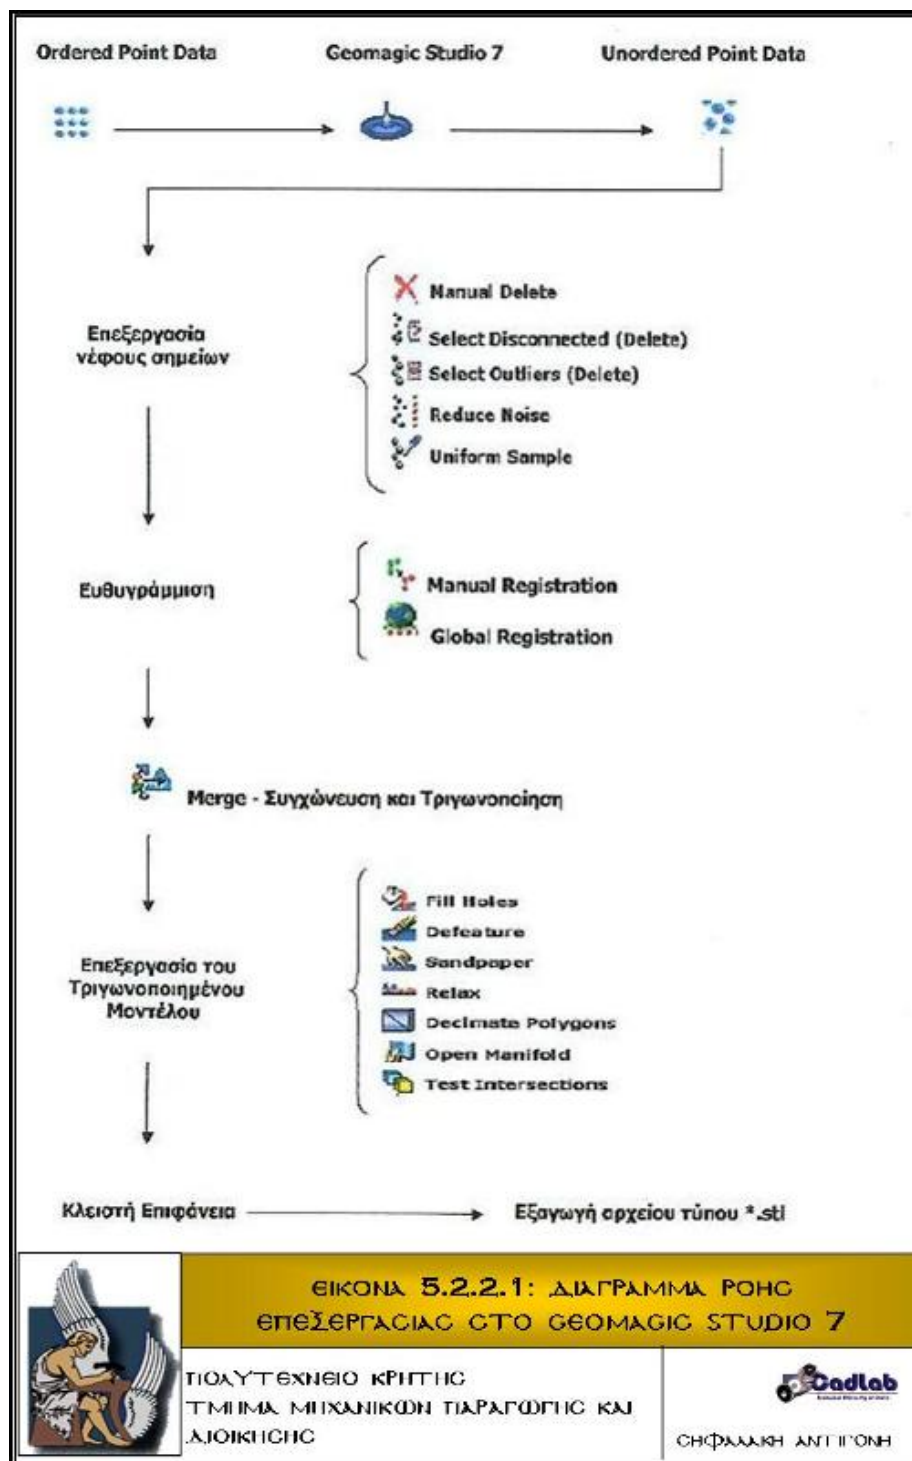 Ordered Point Data
Geomagic Studio 7
Unordered Point Data
Επεξεργασία
νέφους σημείων
Manual Delete
Select Disconnected (Delete)
Select Outliers (Delete)
Reduce Noise
Uniform Sample
Ευθυγράμμιση
Manual Registration
Global Registration
Merge - Συγχώνευση και Τριγωνοποίηση
Επεξεργασία του
Τριγωνοποιημένου
Μοντέλου
Fill Holes
Defeature
Sandpaper
Relax
Decimate Polygons
Open Manifold
Test Intersections
Κλειστή Επιφάνεια
Εξαγωγή αρχείου τύπου *.stl
ΕΙΚΟΝΑ 5.2.2.1: ΔΙΑΓΡΑΜΜΑ ΡΟΗΣ
ΕΠΕΞΕΡΓΑΣΙΑΣ ΣΤΟ GEOMAGIC STUDIO 7
ΠΟΛΥΤΕΧΝΕΙΟ ΚΡΗΤΗΣ
ΤΜΗΜΑ ΜΗΧΑΝΙΚΩΝ ΠΑΡΑΓΩΓΗΣ ΚΑΙ
ΔΙΟΙΚΗΣΗΣ
CadLab
ΣΗΦΑΛΑΚΗ ΑΝΤΙΓΟΝΗ